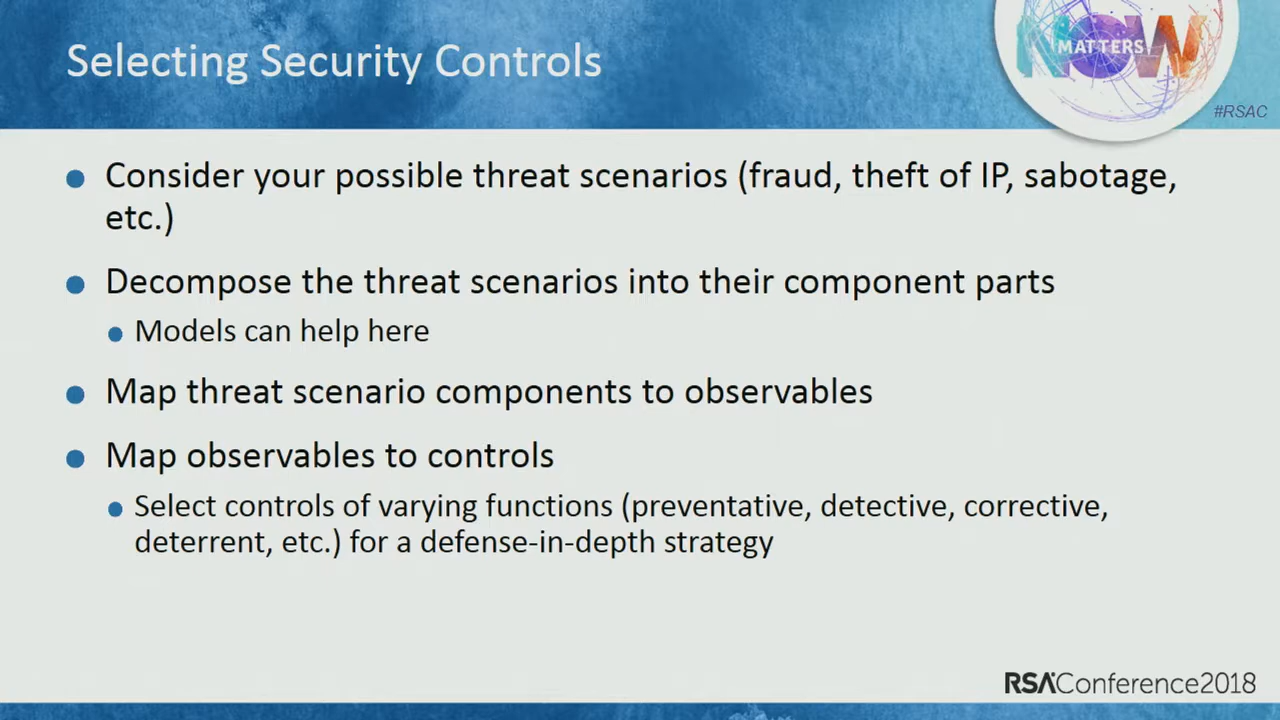 Selecting Security Controls
NOW
MATTERS
#RSAC
Consider your possible threat scenarios (fraud, theft of IP, sabotage,
etc.)
Decompose the threat scenarios into their component parts
Models can help here
Map threat scenario components to observables
Map observables to controls
Select controls of varying functions (preventative, detective, corrective,
deterrent, etc.) for a defense-in-depth strategy
RSAConference2018